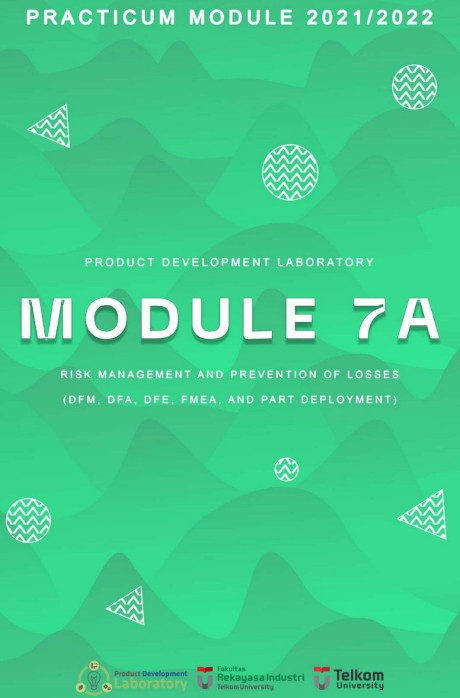 PRACTICUM MODULE 2021/2022
PRODUCT DEVELOPMENT LABORATORY
MODULE 7A
RISK MANAGEMENT AND PREVENTION OF LOSSES
(DFM, DFA, DFE, FMEA, AND PART DEPLOYMENT)
Product Development
Laboratory
Fakultas
Rekayasa Industri
Telkom University
Telkom
University